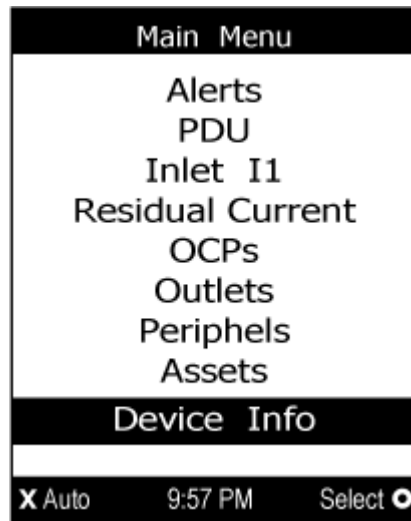 Main Menu
Alerts
PDU
Inlet I1
Residual Current
OCPs
Outlets
Periphels
Assets
Device Info
X Auto 9:57 PM Select